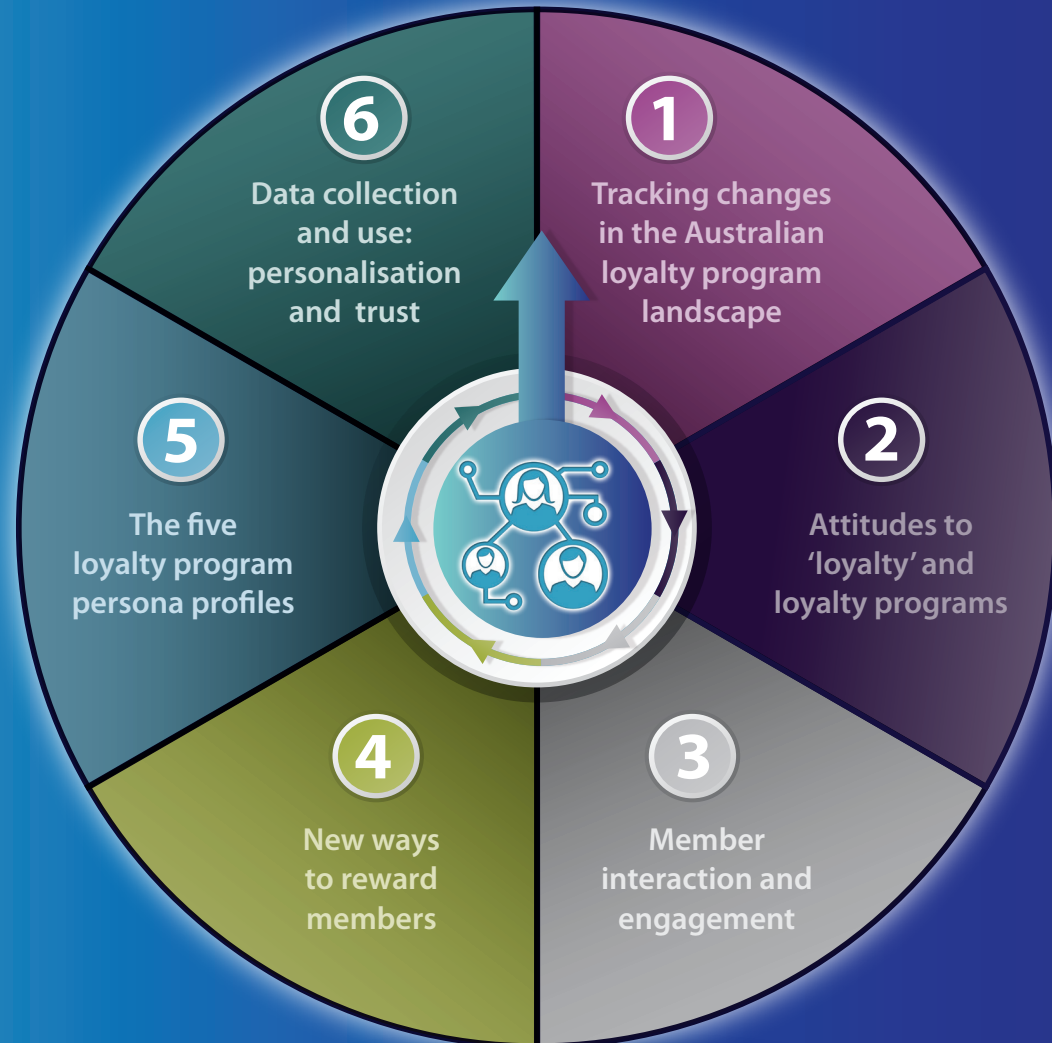 1
Tracking changes
in the Australian
loyalty program
landscape
2
Attitudes to
‘loyalty’ and
loyalty programs
3
Member
interaction and
engagement
4
New ways
to reward
members
5
The five
loyalty program
persona profiles
6
Data collection
and use:
personalisation
and trust